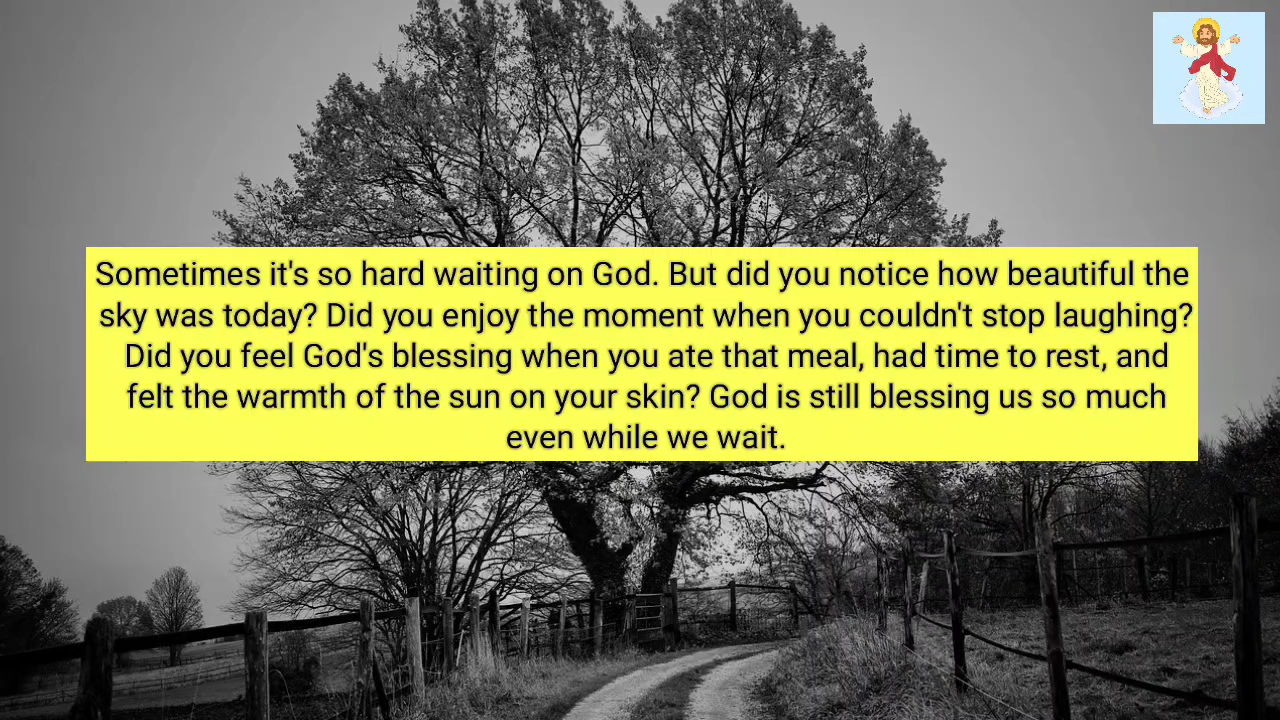 Sometimes it's so hard waiting on God. But did you notice how beautiful the
sky was today? Did you enjoy the moment when you couldn't stop laughing?
Did you feel God's blessing when you ate that meal, had time to rest, and
felt the warmth of the sun on your skin? God is still blessing us so much
even while we wait.